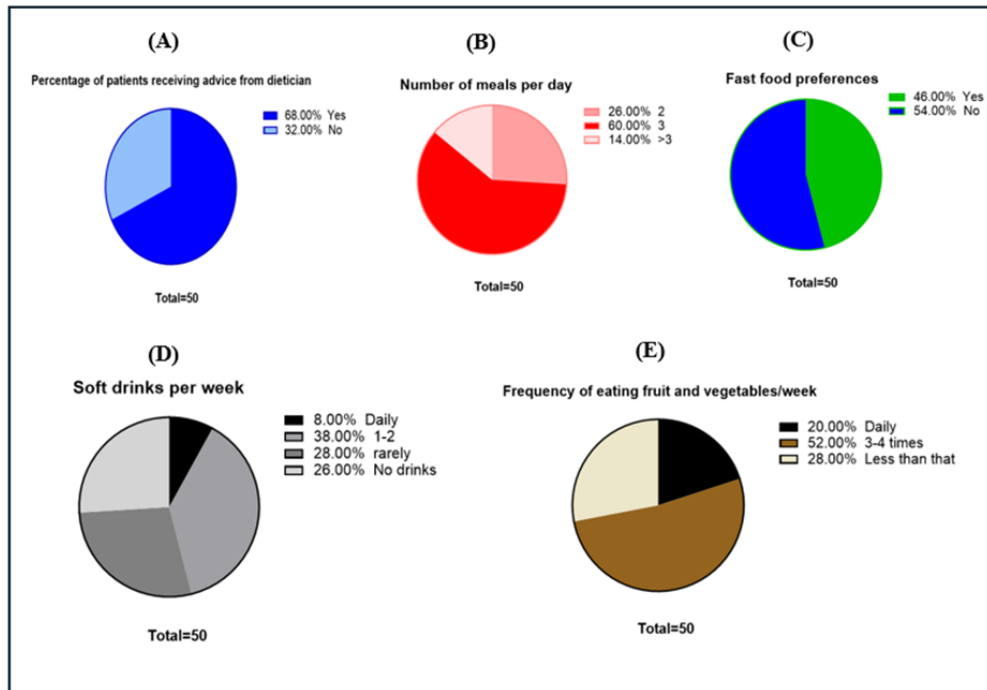 (A)
Percentage of patients receiving advice from dietician
68.00% Yes
32.00% No
Total=50
(B)
Number of meals per day
26.00% 2
60.00% 3
14.00% >3
Total=50
(C)
Fast food preferences
46.00% Yes
54.00% No
Total=50
(D)
Soft drinks per week
8.00% Daily
38.00% 1-2
28.00% rarely
26.00% No drinks
Total=50
(E)
Frequency of eating fruit and vegetables/week
20.00% Daily
52.00% 3-4 times
28.00% Less than that
Total=50